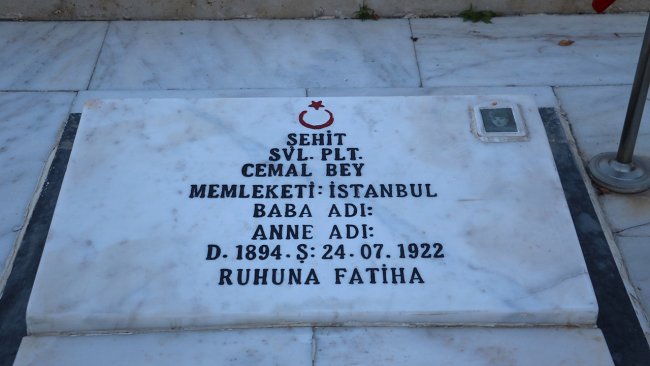 ŞEHİT
SVL. PLT.
CEMAL BEY
MEMLEKETİ: İSTANBUL
BABA ADI:
ANNE ADI:
D. 1894. Ş: 24. 07. 1922
RUHUNA FATİHA